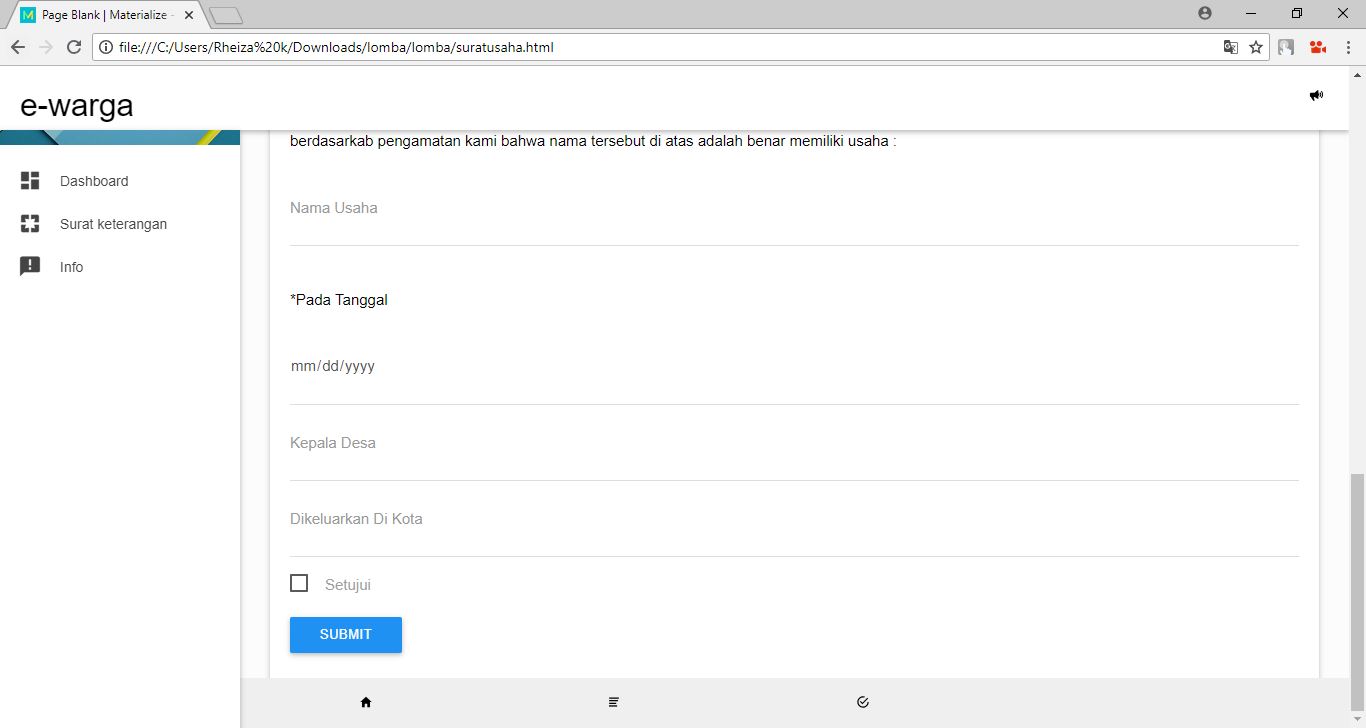 Page Blank | Materialize -
file:///C:/Users/Rheiza%20k/Downloads/lomba/lomba/suratusaha.html
e-warga
Dashboard
Surat keterangan
Info
berdasarkab pengamatan kami bahwa nama tersebut di atas adalah benar memiliki usaha :
Nama Usaha
*Pada Tanggal
mm/dd/yyyy
Kepala Desa
Dikeluarkan Di Kota
Setujui
SUBMIT